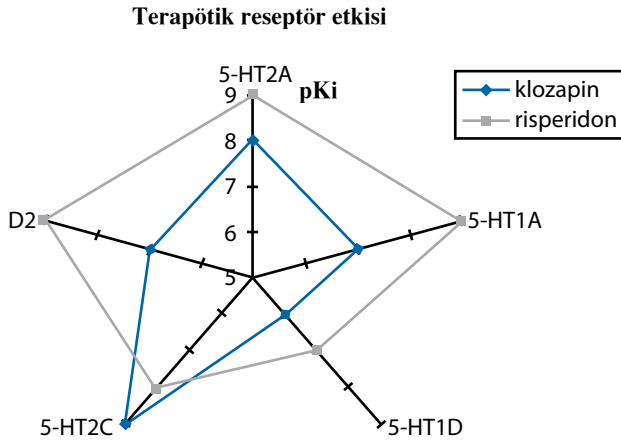 Terapötik reseptör etkisi
5-HT2A
pKi
9
8
7
6
5
klozapin
risperidon
D2
5-HT1A
5-HT2C
5-HT1D